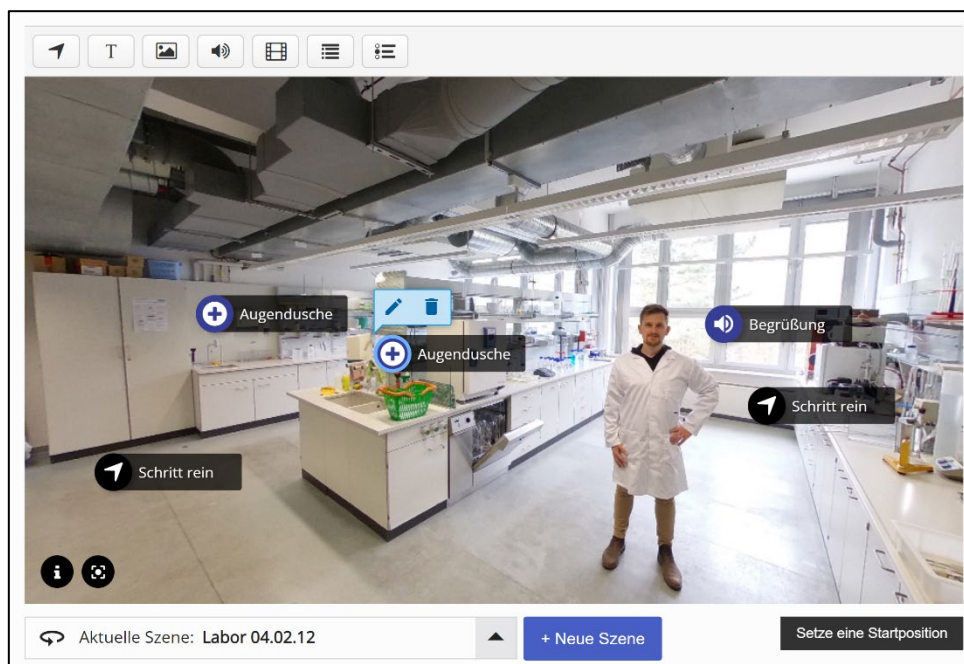 T
Augendusche
Begrüßung
Augendusche
Schritt rein
Schritt rein
Aktuelle Szene: Labor 04.02.12
+ Neue Szene
Setze eine Startposition